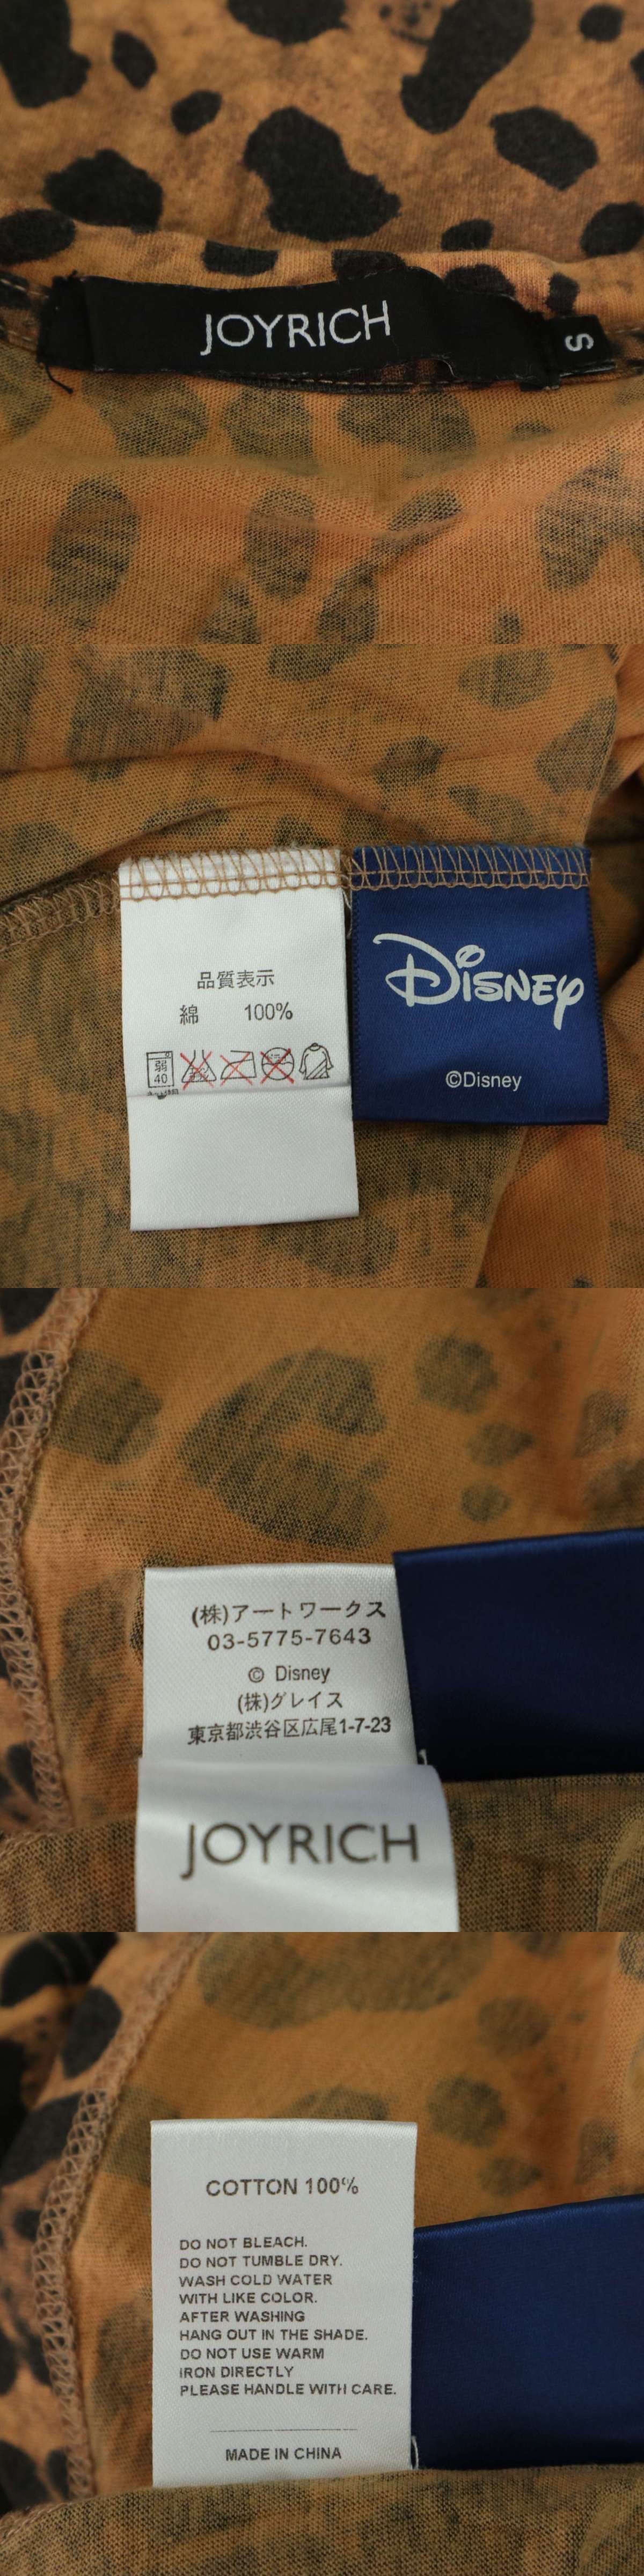 JOYRICH
S
品質表示
綿 100%
弱
40
Disney
©Disney
(株)アートワークス
03-5775-7643
© Disney
(株)グレイス
東京都渋谷区広尾1-7-23
JOYRICH
COTTON 100%
DO NOT BLEACH.
DO NOT TUMBLE DRY.
WASH COLD WATER
WITH LIKE COLOR.
AFTER WASHING
HANG OUT IN THE SHADE.
DO NOT USE WARM
IRON DIRECTLY
PLEASE HANDLE WITH CARE.
MADE IN CHINA